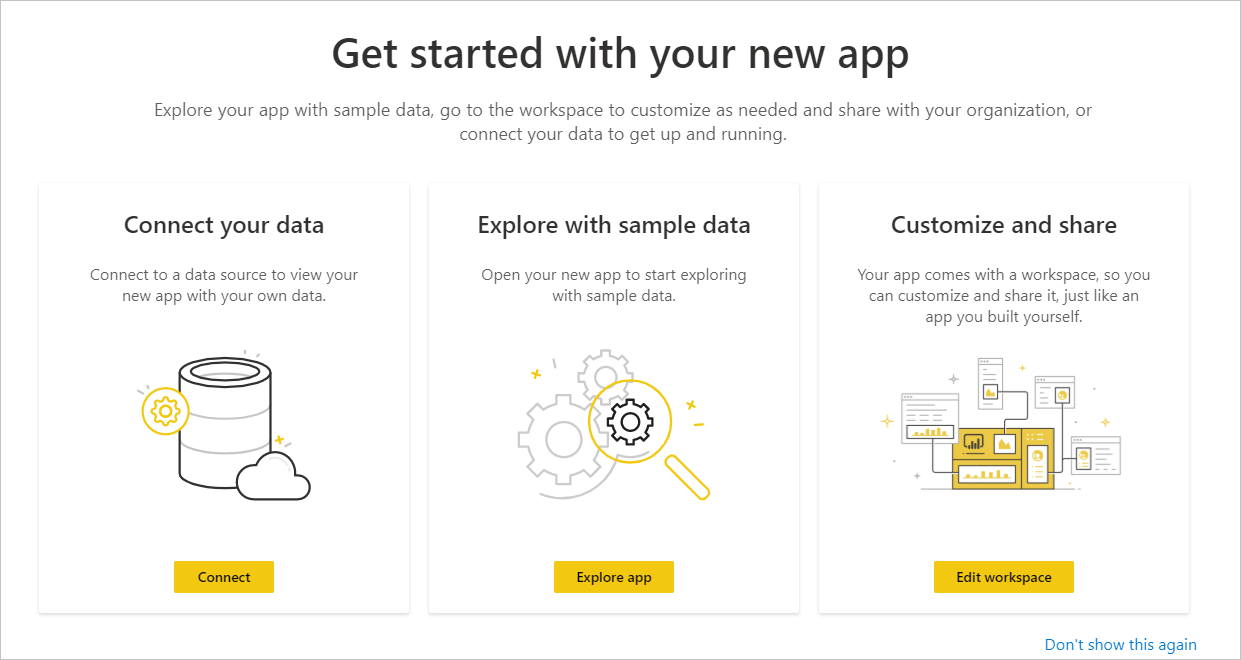 Get started with your new app
Explore your app with sample data, go to the workspace to customize as needed and share with your organization, or
connect your data to get up and running.
Connect your data
Connect to a data source to view your
new app with your own data.
Connect
Explore with sample data
Open your new app to start exploring
with sample data.
Explore app
Customize and share
Your app comes with a workspace, so you
can customize and share it, just like an
app you built yourself.
Edit workspace
Don't show this again